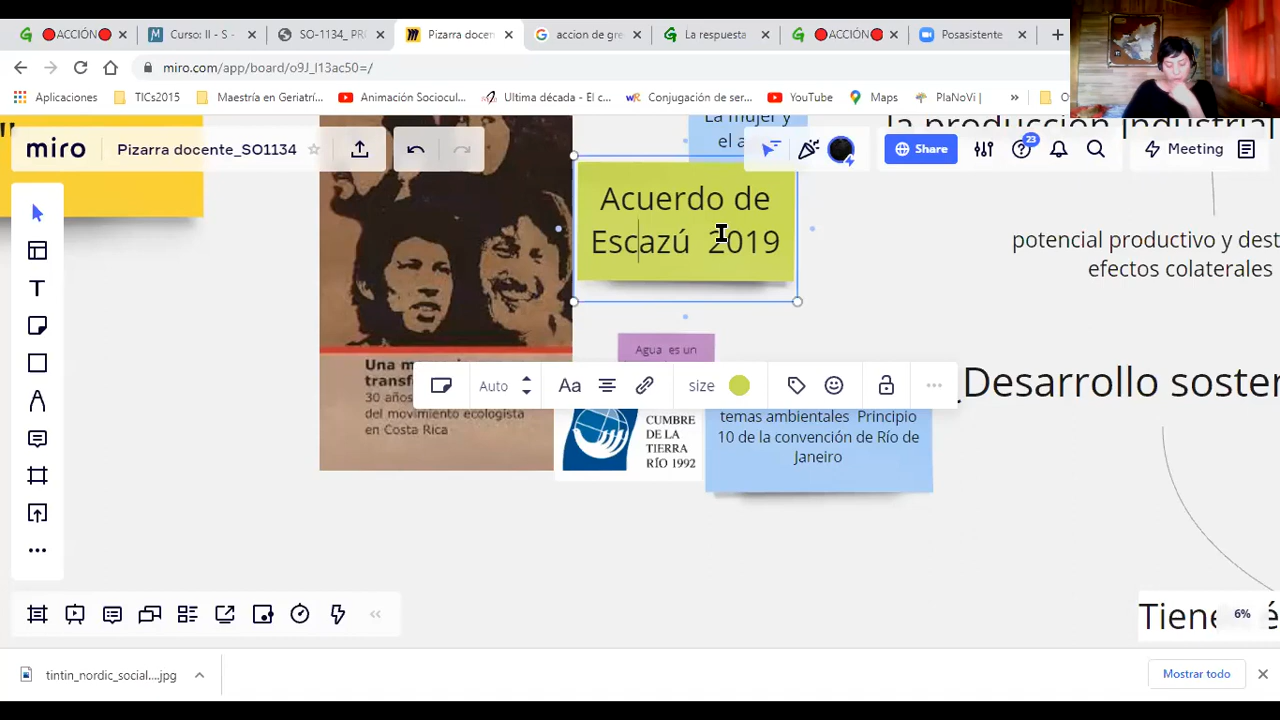 🔴ACCIÓN🔴
Curso: II - S
SO-1134_ PR
Pizarra docen
accion de gre
La respuesta
🔴ACCIÓN🔴
Posasistente
miro.com/app/board/o9J_l13ac50=/
Aplicaciones
TICs2015
Maestría en Geriatrí...
Animación Sociocul...
Ultima década - El c...
Conjugación de ser...
YouTube
Maps
PlaNoVi |
»
miro
Pizarra docente_SO1134
Share
23
Meeting
La mujer y
la producción industrial
Acuerdo de
Escazú 2019
potencial productivo y dest
efectos colaterales
Agua es un
Auto
Aa
size
¿Desarrollo sosten
Una m
transf
30 años
del movimiento ecologista
en Costa Rica
CUMBRE
DE LA
TIERRA
RÍO 1992
temas ambientales Principio
10 de la convención de Río de
Janeiro
Tiene
6%
tintin_nordic_social....jpg
Mostrar todo